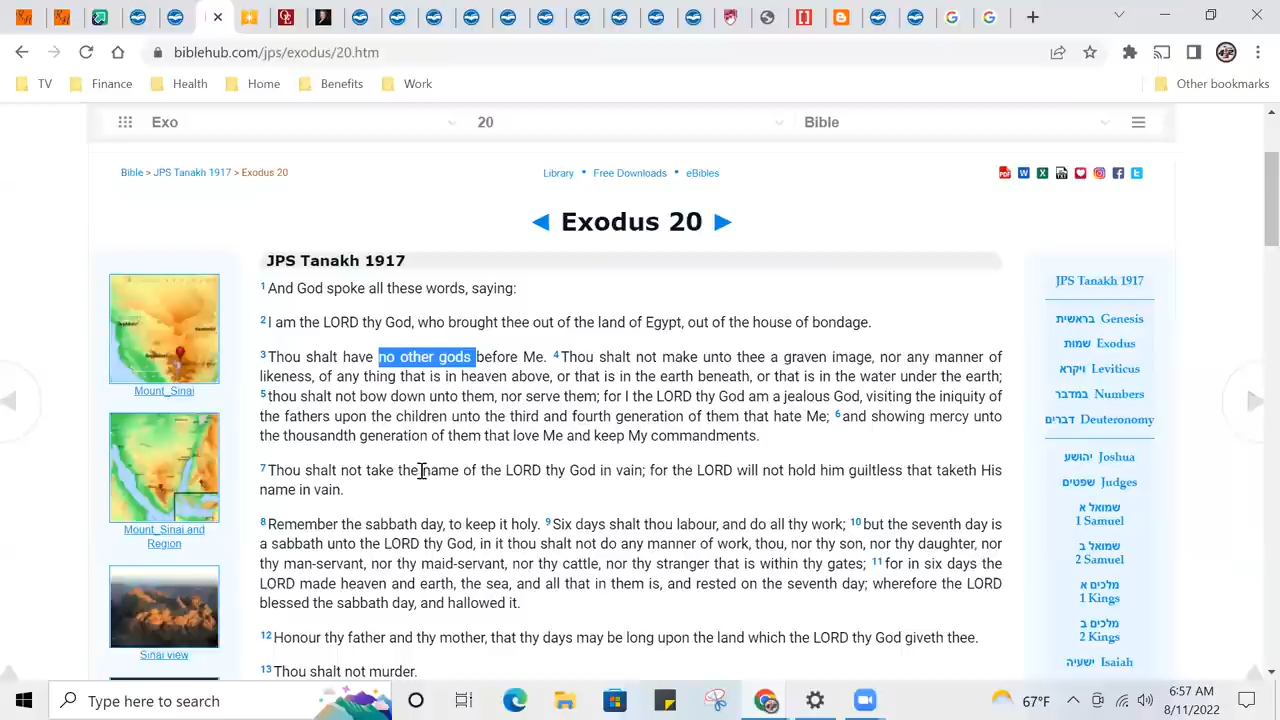 biblehub.com/jps/exodus/20.htm
TV Finance Health Home Benefits Work Other bookmarks
Exo 20 Bible
Bible > JPS Tanakh 1917 > Exodus 20 Library • Free Downloads • eBibles
◄ Exodus 20 ►
JPS Tanakh 1917
1 And God spoke all these words, saying:
2 I am the LORD thy God, who brought thee out of the land of Egypt, out of the house of bondage.
3 Thou shalt have no other gods before Me. 4 Thou shalt not make unto thee a graven image, nor any manner of
likeness, of any thing that is in heaven above, or that is in the earth beneath, or that is in the water under the earth;
5 thou shalt not bow down unto them, nor serve them; for I the LORD thy God am a jealous God, visiting the iniquity of
the fathers upon the children unto the third and fourth generation of them that hate Me; 6 and showing mercy unto
the thousandth generation of them that love Me and keep My commandments.
7 Thou shalt not take the name of the LORD thy God in vain; for the LORD will not hold him guiltless that taketh His
name in vain.
8 Remember the sabbath day, to keep it holy. 9 Six days shalt thou labour, and do all thy work; 10 but the seventh day is
a sabbath unto the LORD thy God, in it thou shalt not do any manner of work, thou, nor thy son, nor thy daughter, nor
thy man-servant, nor thy maid-servant, nor thy cattle, nor thy stranger that is within thy gates; 11 for in six days the
LORD made heaven and earth, the sea, and all that in them is, and rested on the seventh day; wherefore the LORD
blessed the sabbath day, and hallowed it.
12 Honour thy father and thy mother, that thy days may be long upon the land which the LORD thy God giveth thee.
13 Thou shalt not murder.
Mount_Sinai
Mount_Sinai and
Region
Sinai view
JPS Tanakh 1917
בראשית Genesis
שמות Exodus
ויקרא Leviticus
במדבר Numbers
דברים Deuteronomy
יהושע Joshua
שפטים Judges
שמואל א
1 Samuel
שמואל ב
2 Samuel
מלכים א
1 Kings
מלכים ב
2 Kings
ישעיה Isaiah
Type here to search
67°F
6:57 AM
8/11/2022